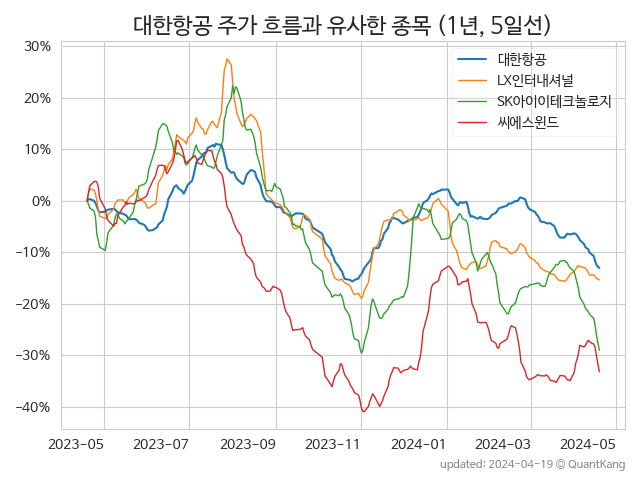 대한항공 주가 흐름과 유사한 종목 (1년, 5일선)
대한항공
LX인터내셔널
SK아이이테크놀로지
씨에스윈드
30%
20%
10%
0%
−10%
−20%
−30%
−40%
2023-05 2023-07 2023-09 2023-11 2024-01 2024-03 2024-05
updated: 2024-04-19 © QuantKang